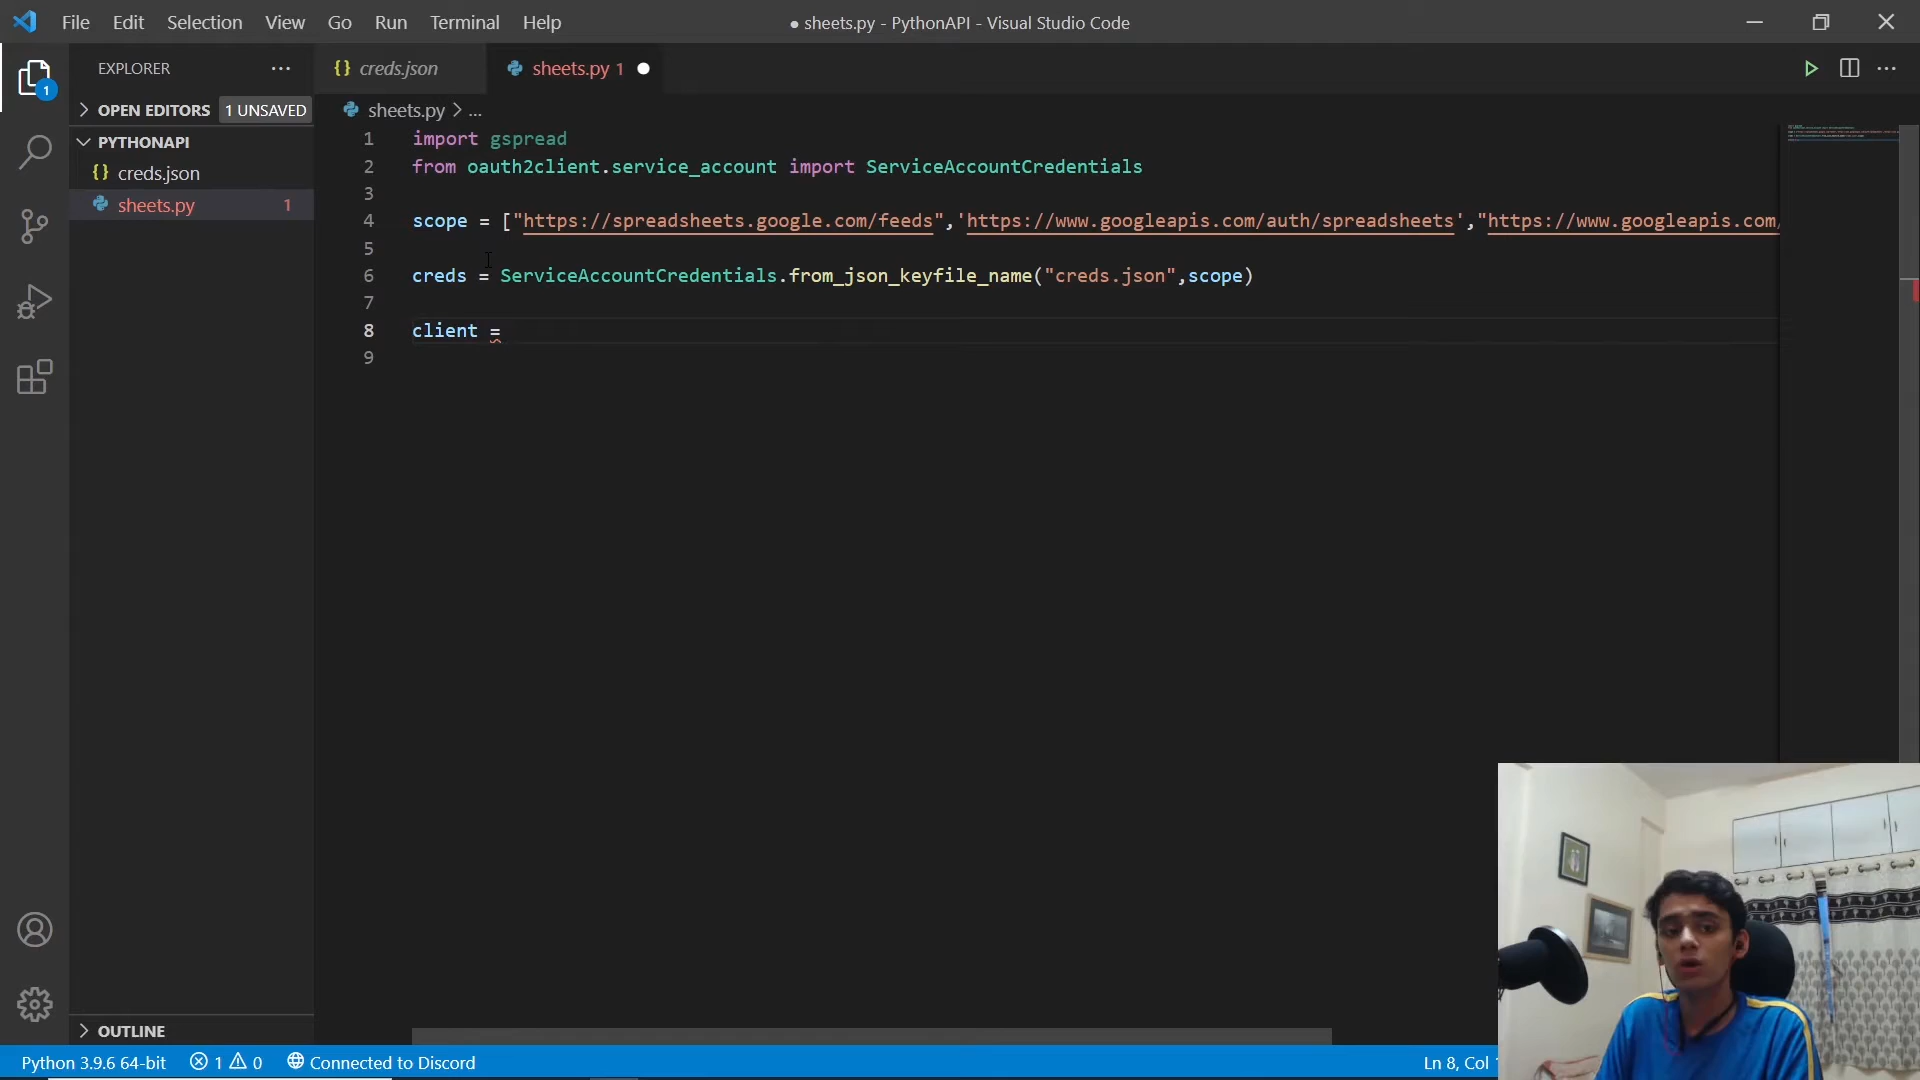 File Edit Selection View Go Run Terminal Help
● sheets.py - PythonAPI - Visual Studio Code
EXPLORER
1
OPEN EDITORS 1 UNSAVED
PYTHONAPI
{} creds.json
sheets.py 1
OUTLINE
{} creds.json
sheets.py 1
sheets.py > ...
1 import gspread
2 from oauth2client.service_account import ServiceAccountCredentials
3
4 scope = ["https://spreadsheets.google.com/feeds",'https://www.googleapis.com/auth/spreadsheets',"https://www.googleapis.com/
5
6 creds = ServiceAccountCredentials.from_json_keyfile_name("creds.json",scope)
7
8 client =
9
Python 3.9.6 64-bit 1 0 Connected to Discord
Ln 8, Col